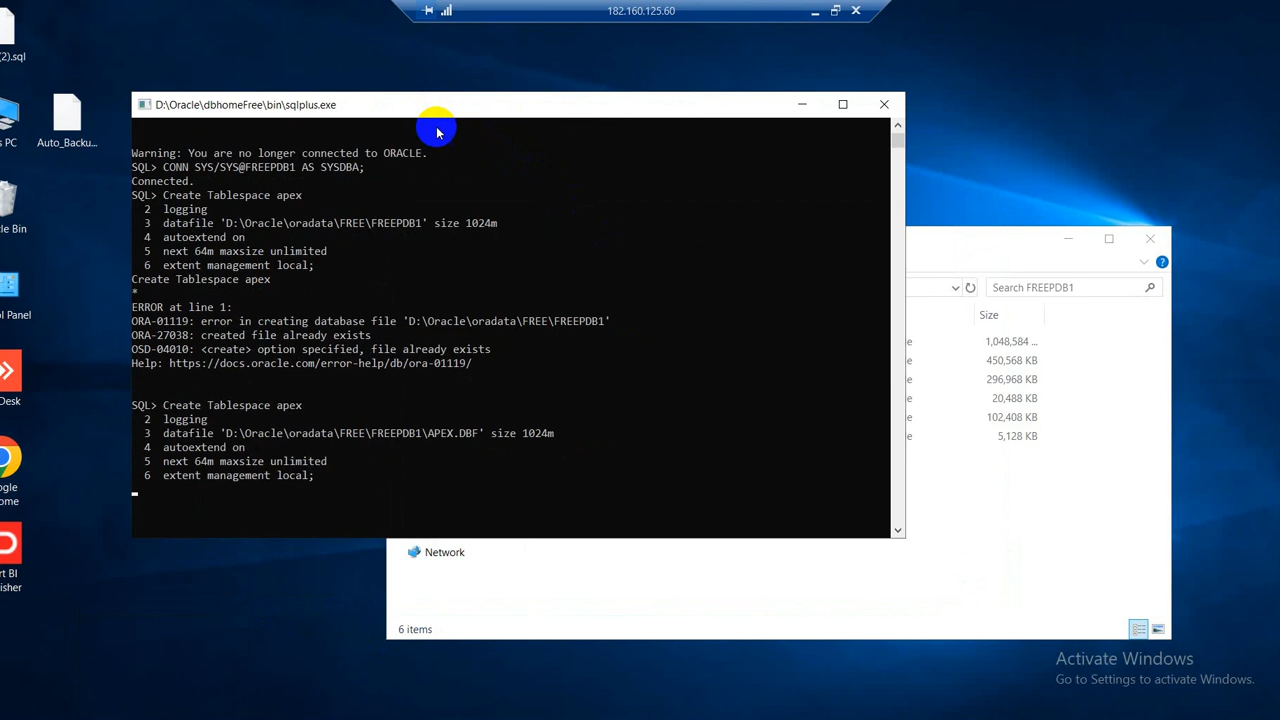 182.160.125.60
(2).sql
PC
Auto_Backu...
Bin
Panel
Desk
D:\Oracle\dbhomeFree\bin\sqlplus.exe
Warning: You are no longer connected to ORACLE.
SQL> CONN SYS/SYS@FREEPDB1 AS SYSDBA;
Connected.
SQL> Create Tablespace apex
2 logging
3 datafile 'D:\Oracle\oradata\FREE\FREEPDB1' size 1024m
4 autoextend on
5 next 64m maxsize unlimited
6 extent management local;
Create Tablespace apex
*
ERROR at line 1:
ORA-01119: error in creating database file 'D:\Oracle\oradata\FREE\FREEPDB1'
ORA-27038: created file already exists
OSD-04010: <create> option specified, file already exists
Help: https://docs.oracle.com/error-help/db/ora-01119/
SQL> Create Tablespace apex
2 logging
3 datafile 'D:\Oracle\oradata\FREE\FREEPDB1\APEX.DBF' size 1024m
4 autoextend on
5 next 64m maxsize unlimited
6 extent management local;
Search FREEPDB1
Size
1,048,584 ...
450,568 KB
296,968 KB
20,488 KB
102,408 KB
5,128 KB
Network
6 items
Activate Windows
Go to Settings to activate Windows.